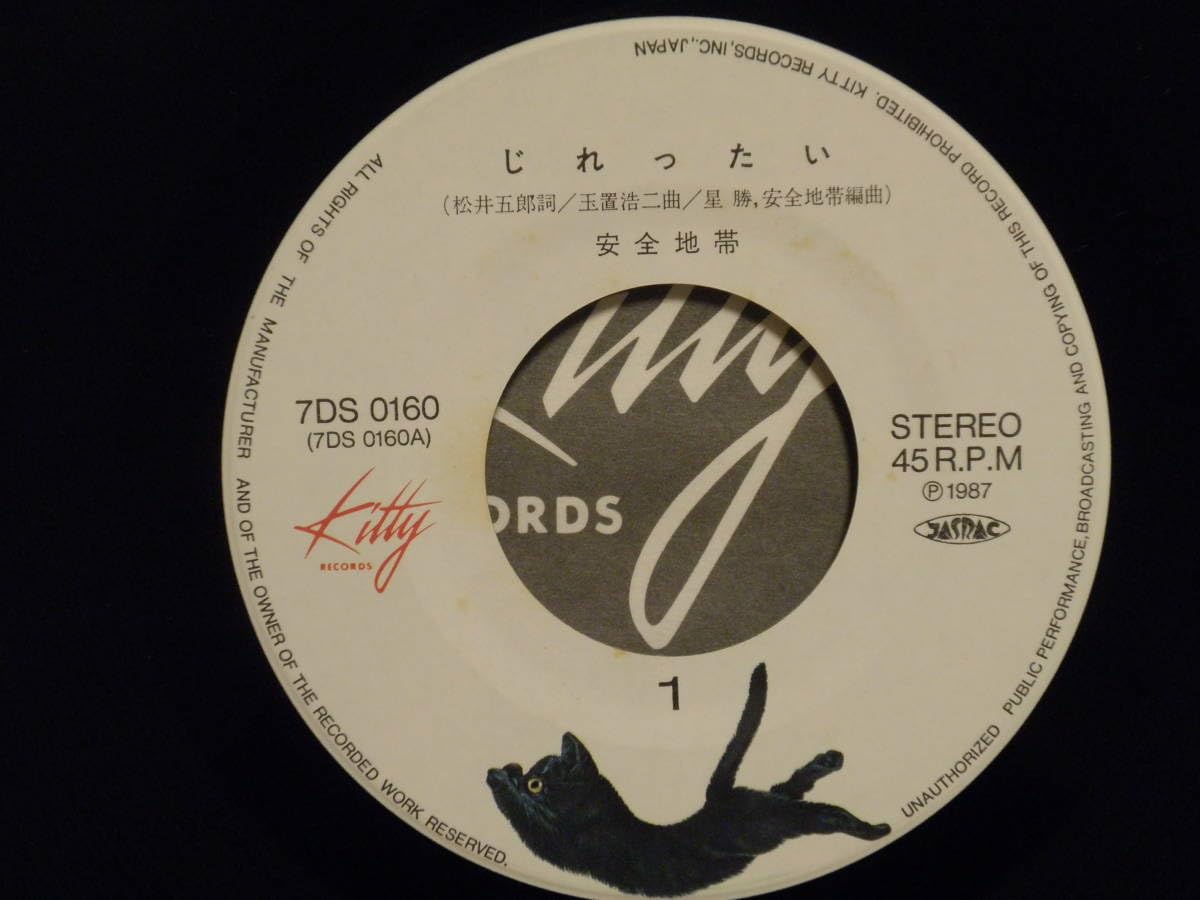 じれったい
(松井五郎詞／玉置浩二曲／星 勝,安全地帯編曲)
安全地帯
7DS 0160
(7DS 0160A)
Kitty
RECORDS
STEREO
45 R.P.M
Ⓟ 1987
JASRAC
ORDS
1
ALL RIGHTS OF THE MANUFACTURER AND OF THE OWNER OF THE RECORDED WORK RESERVED.
UNAUTHORIZED PUBLIC PERFORMANCE, BROADCASTING AND COPYING OF THIS RECORD PROHIBITED. KITTY RECORDS, INC., JAPAN